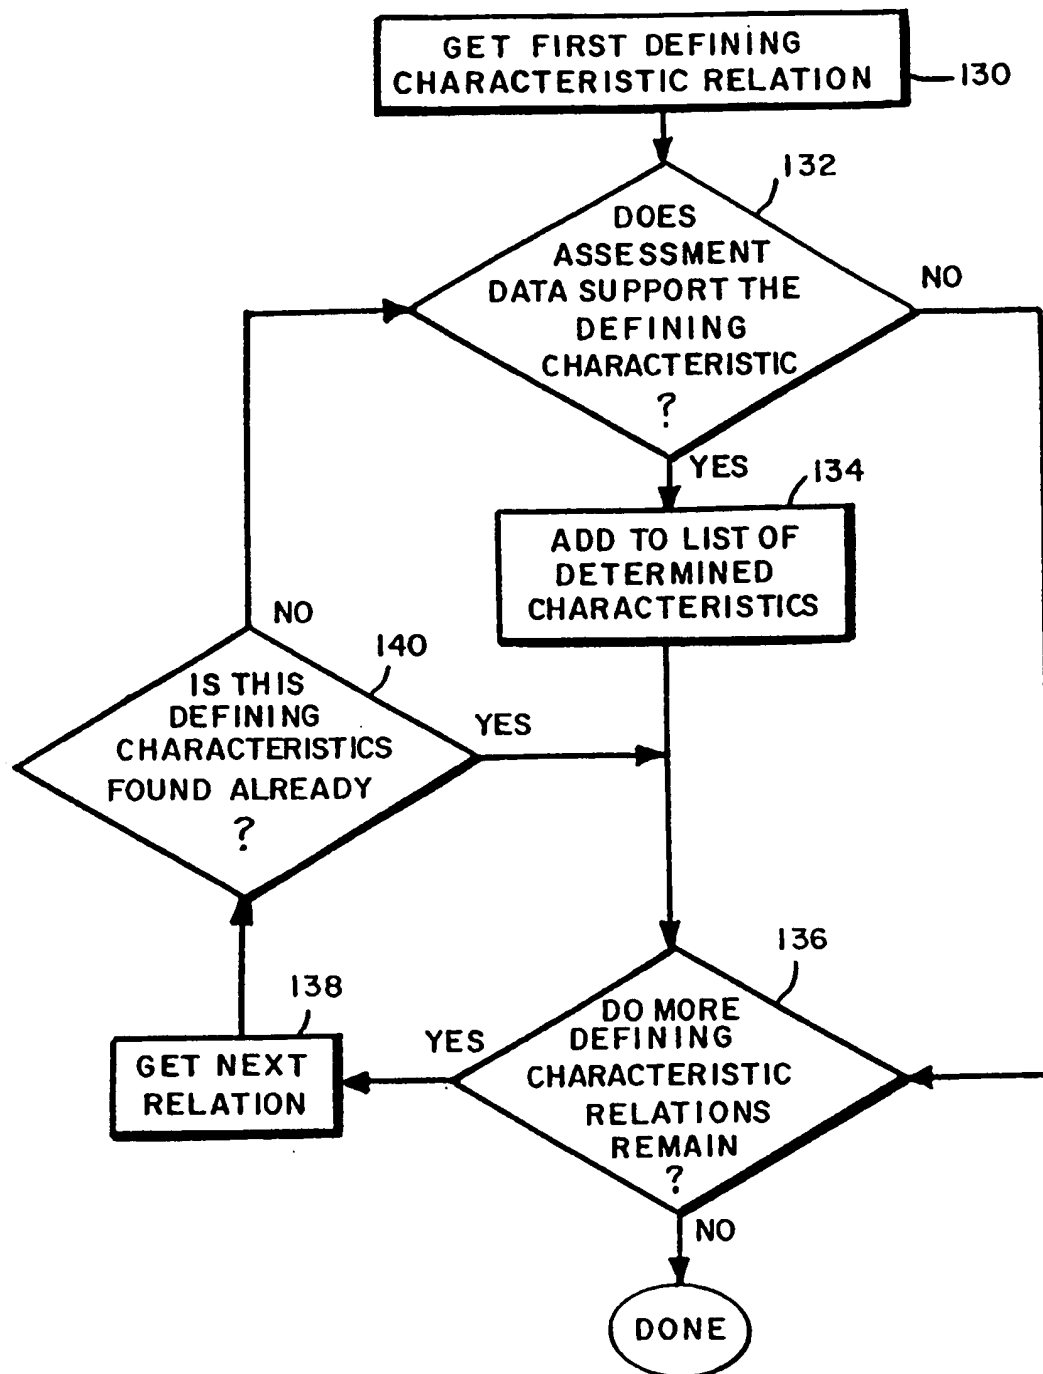 GET FIRST DEFINING
CHARACTERISTIC RELATION
130
132
DOES
ASSESSMENT
DATA SUPPORT THE
DEFINING
CHARACTERISTIC
?
NO
YES
134
ADD TO LIST OF
DETERMINED
CHARACTERISTICS
NO
140
IS THIS
DEFINING
CHARACTERISTICS
FOUND ALREADY
?
YES
136
DO MORE
DEFINING
CHARACTERISTIC
RELATIONS
REMAIN
?
YES
138
GET NEXT
RELATION
NO
DONE